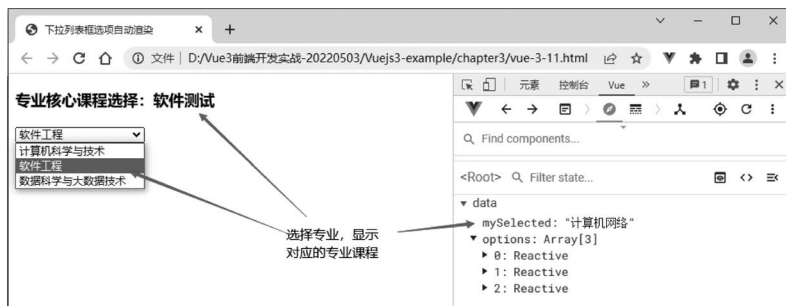 下拉列表框选项自动渲染
文件 | D:/Vue3前端开发实战-20220503/Vuejs3-example/chapter3/vue-3-11.html
元素 控制台 Vue » 1
专业核心课程选择：软件测试
Find components...
软件工程
计算机科学与技术
软件工程
数据科学与大数据技术
<Root> Filter state...
data
mySelected: "计算机网络"
options: Array[3]
0: Reactive
1: Reactive
2: Reactive
选择专业，显示
对应的专业课程